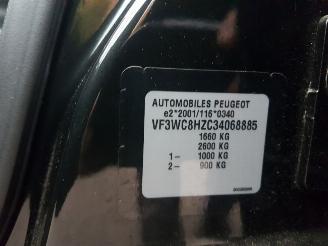 AUTOMOBILES PEUGEOT
e2*2001/116*0340
VF3WC8HZC34068885
1660 KG
2600 KG
1- 1000 KG
2- 900 KG